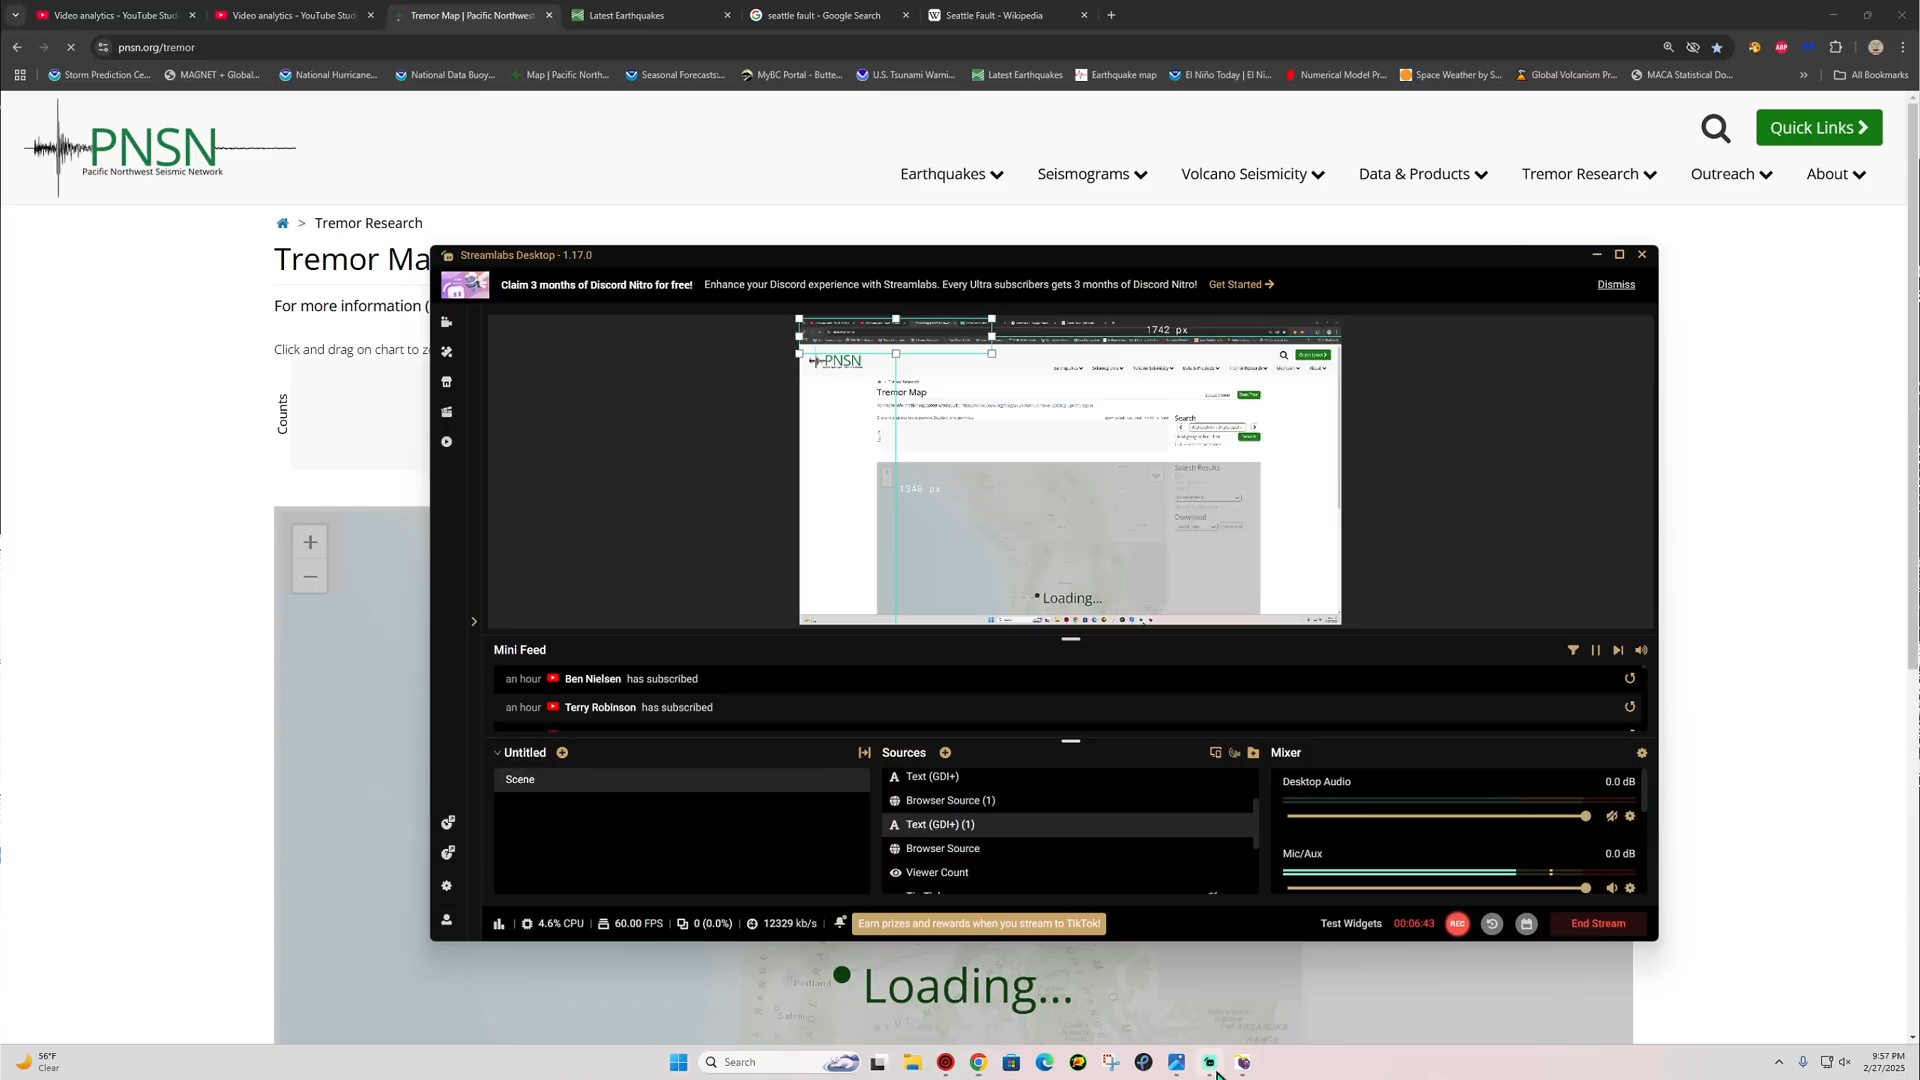 Video analytics - YouTube Studi
Video analytics - YouTube Studi
Tremor Map | Pacific Northwest
Latest Earthquakes
seattle fault - Google Search
Seattle Fault - Wikipedia
pnsn.org/tremor
Storm Prediction Ce...
MAGNET + Global...
National Hurricane...
National Data Buoy...
Map | Pacific North...
Seasonal Forecasts:...
MyBC Portal - Butte...
U.S. Tsunami Warni...
Latest Earthquakes
Earthquake map
El Niño Today | El Ni...
Numerical Model Pr...
Space Weather by S...
Global Volcanism Pr...
MACA Statistical Do...
All Bookmarks
PNSN
Pacific Northwest Seismic Network
Quick Links
Earthquakes
Seismograms
Volcano Seismicity
Data & Products
Tremor Research
Outreach
About
> Tremor Research
Tremor Ma
For more information (
Click and drag on chart to z
Counts
+
−
Streamlabs Desktop - 1.17.0
Claim 3 months of Discord Nitro for free!
Enhance your Discord experience with Streamlabs. Every Ultra subscribers gets 3 months of Discord Nitro!
Get Started
Dismiss
1742 px
PNSN
Tremor Map
Search
1348 px
Search Results
Download
Loading...
Mini Feed
an hour Ben Nielsen has subscribed
an hour Terry Robinson has subscribed
Untitled
Scene
Sources
Text (GDI+)
Browser Source (1)
Text (GDI+) (1)
Browser Source
Viewer Count
Mixer
Desktop Audio 0.0 dB
Mic/Aux 0.0 dB
4.6% CPU
60.00 FPS
0 (0.0%)
12329 kb/s
Earn prizes and rewards when you stream to TikTok!
Test Widgets
00:06:43
REC
End Stream
Portland
Salem
Loading...
56°F
Clear
Search
9:57 PM
2/27/2025